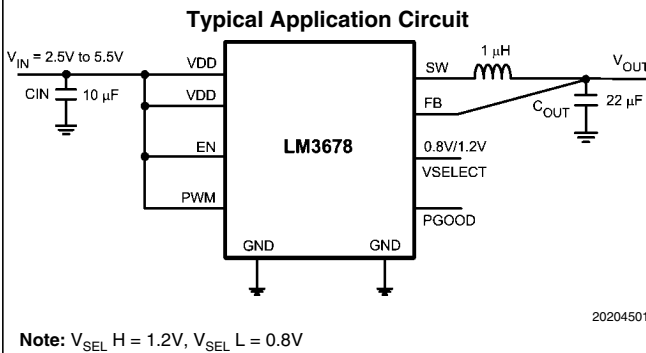 Typical Application Circuit
V_IN = 2.5V to 5.5V
CIN
10 µF
VDD
VDD
EN
PWM
LM3678
GND
GND
SW
FB
0.8V/1.2V
VSELECT
PGOOD
1 µH
V_OUT
C_OUT
22 µF
20204501
Note: V_SEL H = 1.2V, V_SEL L = 0.8V